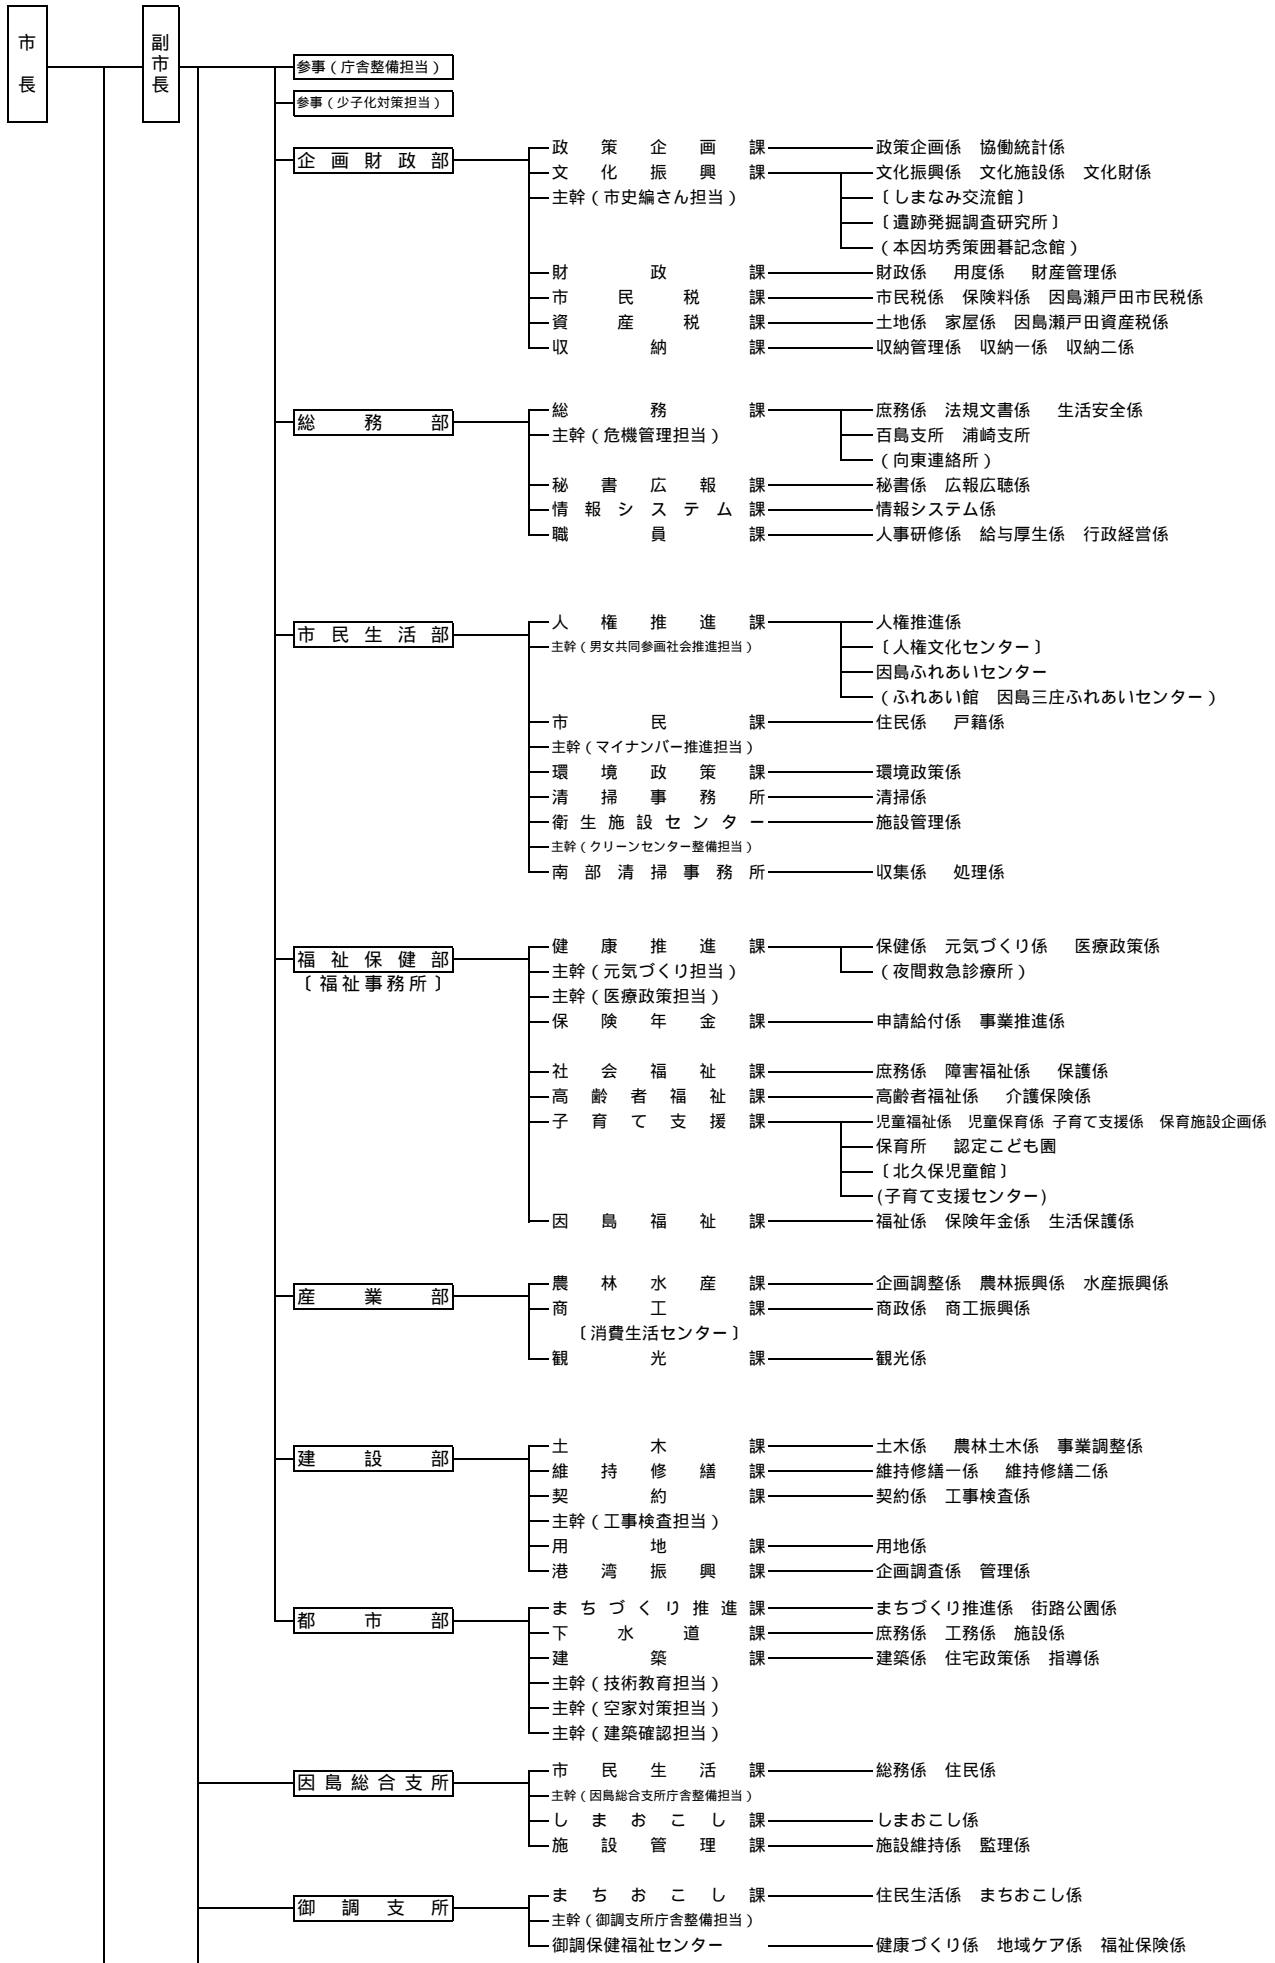 市長
副市長
参事（庁舎整備担当）
参事（少子化対策担当）
企画財政部
政策企画課 政策企画係 協働統計係
文化振興課 文化振興係 文化施設係 文化財係
主幹（市史編さん担当） 〔しまなみ交流館〕
〔遺跡発掘調査研究所〕
（本因坊秀策囲碁記念館）
財政課 財政係 用度係 財産管理係
市民税課 市民税係 保険料係 因島瀬戸田市民税係
資産税課 土地係 家屋係 因島瀬戸田資産税係
収納課 収納管理係 収納一係 収納二係
総務部
総務課 庶務係 法規文書係 生活安全係
主幹（危機管理担当） 百島支所 浦崎支所
（向東連絡所）
秘書広報課 秘書係 広報広聴係
情報システム課 情報システム係
職員課 人事研修係 給与厚生係 行政経営係
市民生活部
人権推進課 人権推進係
主幹（男女共同参画社会推進担当） 〔人権文化センター〕
因島ふれあいセンター
（ふれあい館 因島三庄ふれあいセンター）
市民課 住民係 戸籍係
主幹（マイナンバー推進担当）
環境政策課 環境政策係
清掃事務所 清掃係
衛生施設センター 施設管理係
主幹（クリーンセンター整備担当）
南部清掃事務所 収集係 処理係
福祉保健部
〔福祉事務所〕
健康推進課 保健係 元気づくり係 医療政策係
主幹（元気づくり担当） （夜間救急診療所）
主幹（医療政策担当）
保険年金課 申請給付係 事業推進係
社会福祉課 庶務係 障害福祉係 保護係
高齢者福祉課 高齢者福祉係 介護保険係
子育て支援課 児童福祉係 児童保育係 子育て支援係 保育施設企画係
保育所 認定こども園
〔北久保児童館〕
(子育て支援センター)
因島福祉課 福祉係 保険年金係 生活保護係
産業部
農林水産課 企画調整係 農林振興係 水産振興係
商工課 商政係 商工振興係
〔消費生活センター〕
観光課 観光係
建設部
土木課 土木係 農林土木係 事業調整係
維持修繕課 維持修繕一係 維持修繕二係
契約課 契約係 工事検査係
主幹（工事検査担当）
用地課 用地係
港湾振興課 企画調査係 管理係
都市部
まちづくり推進課 まちづくり推進係 街路公園係
下水道課 庶務係 工務係 施設係
建築課 建築係 住宅政策係 指導係
主幹（技術教育担当）
主幹（空家対策担当）
主幹（建築確認担当）
因島総合支所
市民生活課 総務係 住民係
主幹（因島総合支所庁舎整備担当）
しまおこし課 しまおこし係
施設管理課 施設維持係 監理係
御調支所
まちおこし課 住民生活係 まちおこし係
主幹（御調支所庁舎整備担当）
御調保健福祉センター 健康づくり係 地域ケア係 福祉保険係